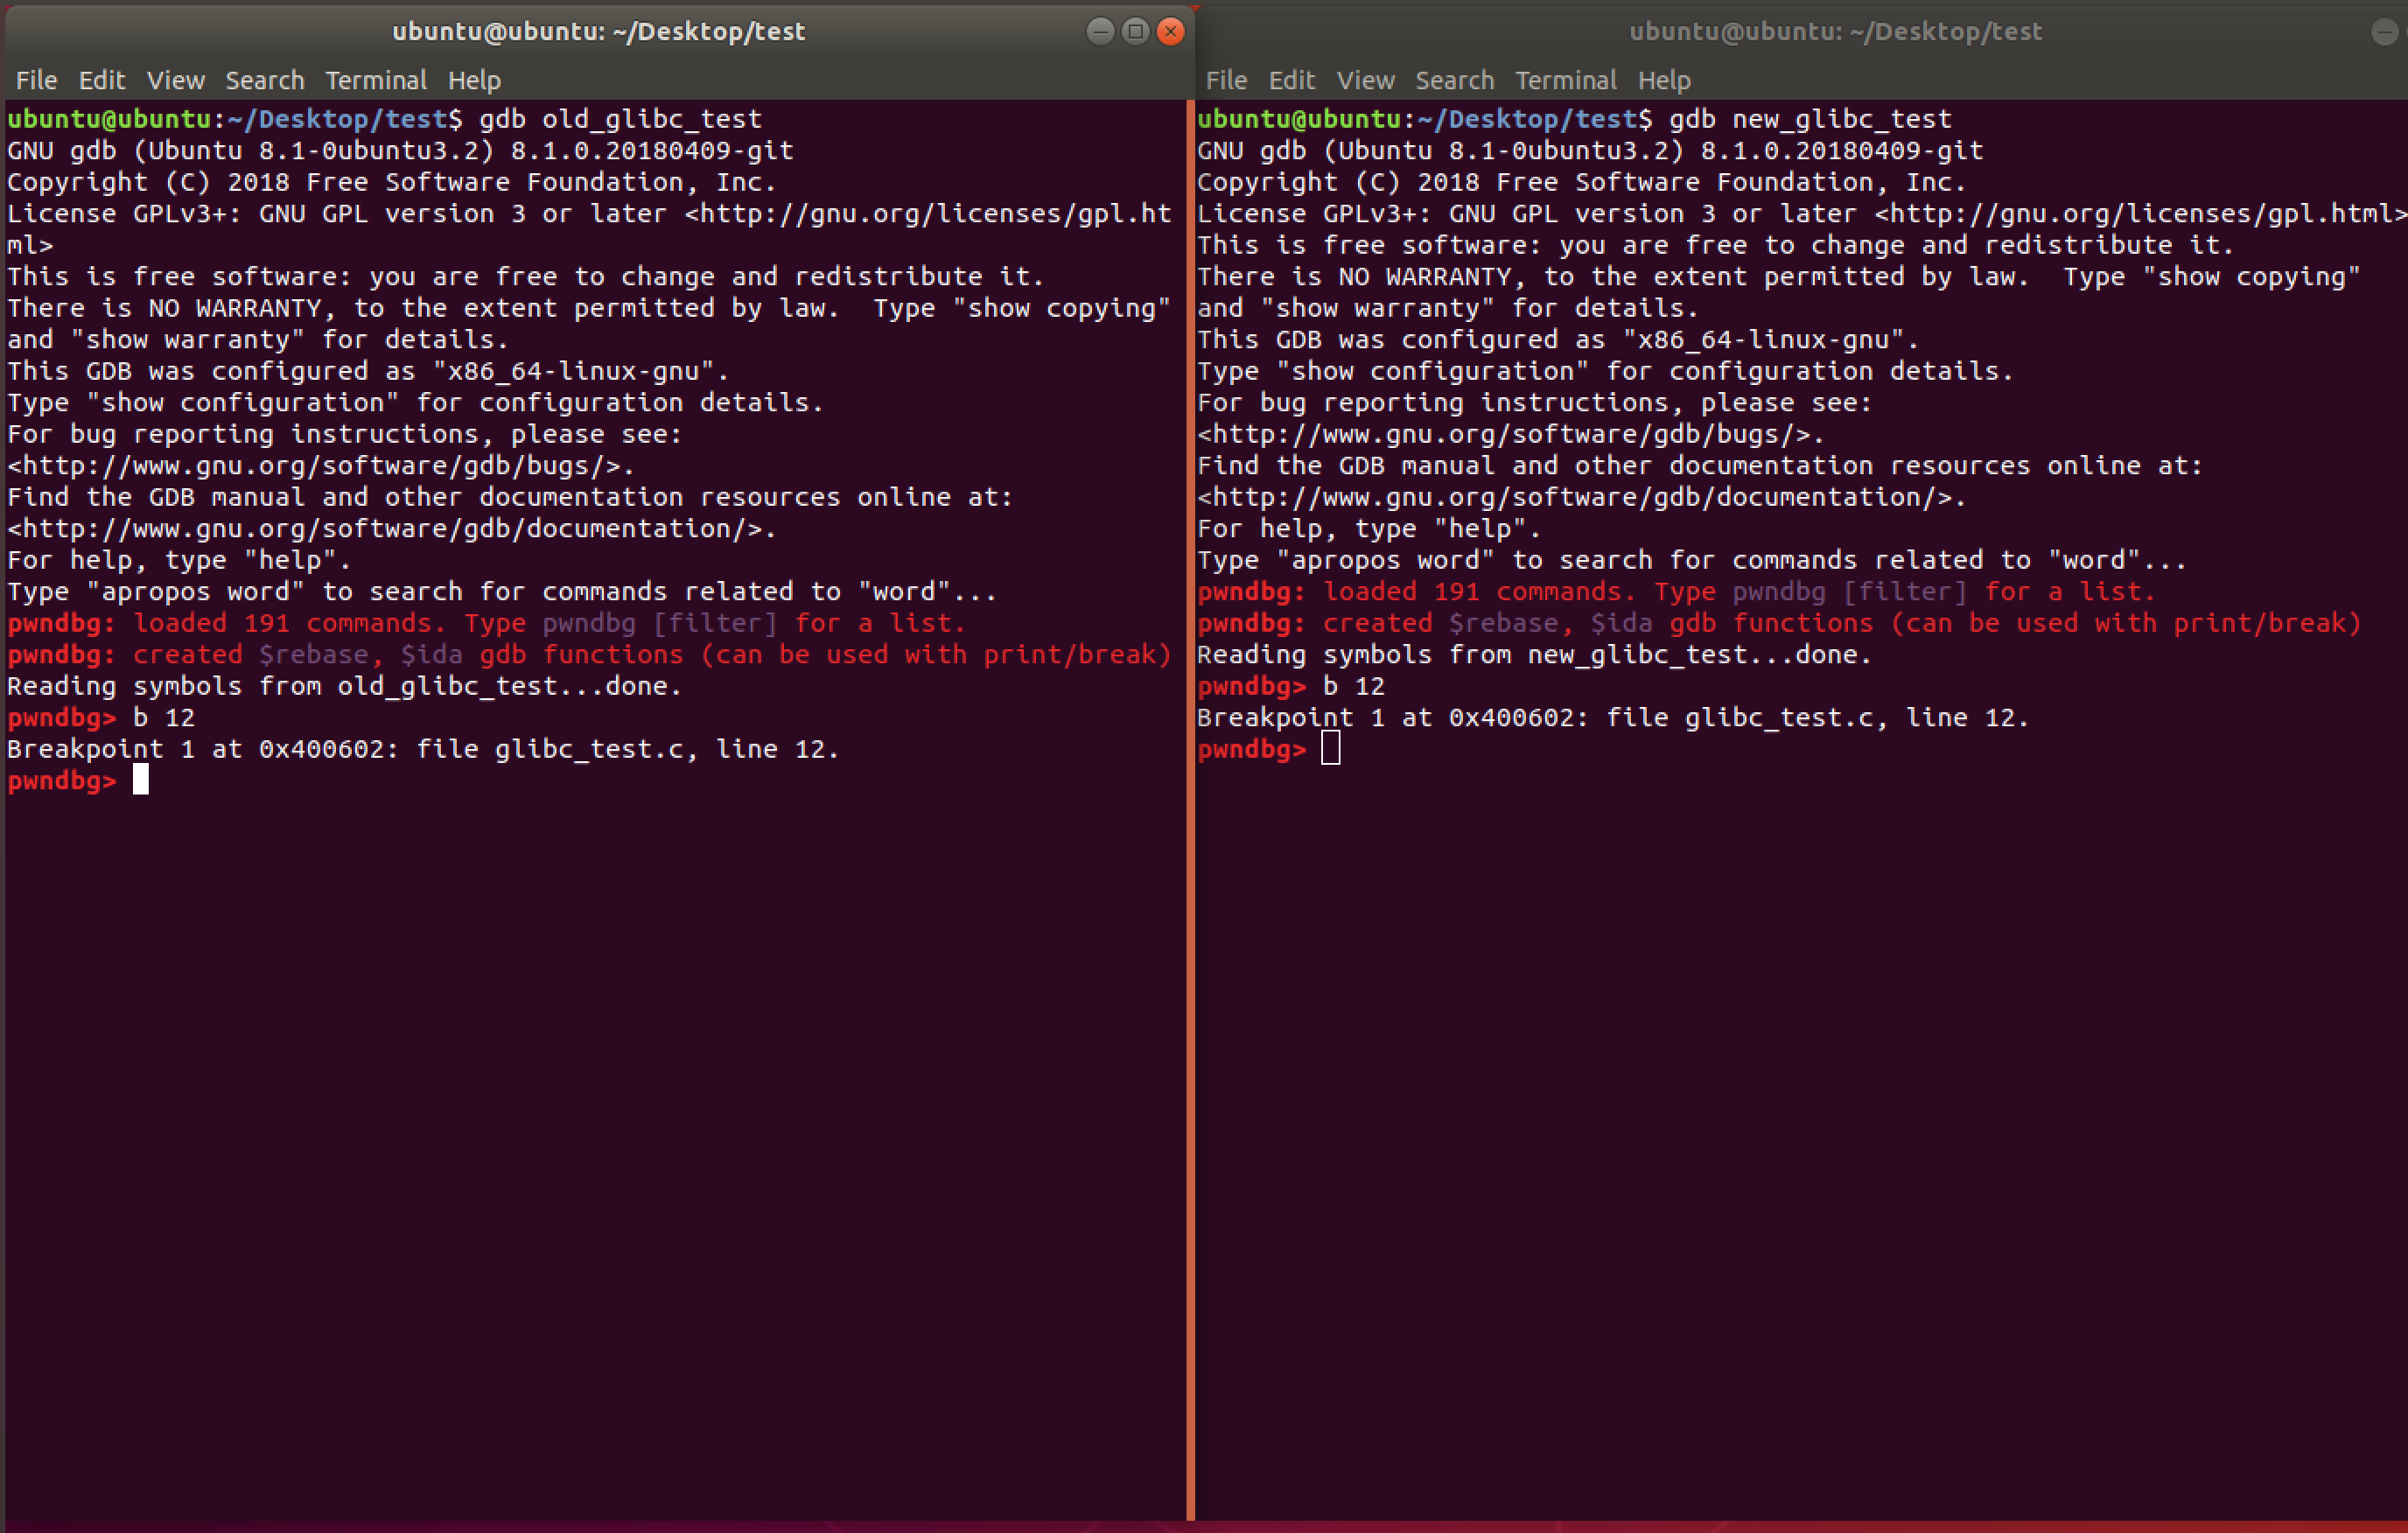 ubuntu@ubuntu: ~/Desktop/test
File Edit View Search Terminal Help
ubuntu@ubuntu:~/Desktop/test$ gdb old_glibc_test
GNU gdb (Ubuntu 8.1-0ubuntu3.2) 8.1.0.20180409-git
Copyright (C) 2018 Free Software Foundation, Inc.
License GPLv3+: GNU GPL version 3 or later <http://gnu.org/licenses/gpl.ht
ml>
This is free software: you are free to change and redistribute it.
There is NO WARRANTY, to the extent permitted by law.  Type "show copying"
and "show warranty" for details.
This GDB was configured as "x86_64-linux-gnu".
Type "show configuration" for configuration details.
For bug reporting instructions, please see:
<http://www.gnu.org/software/gdb/bugs/>.
Find the GDB manual and other documentation resources online at:
<http://www.gnu.org/software/gdb/documentation/>.
For help, type "help".
Type "apropos word" to search for commands related to "word"...
pwndbg: loaded 191 commands. Type pwndbg [filter] for a list.
pwndbg: created $rebase, $ida gdb functions (can be used with print/break)
Reading symbols from old_glibc_test...done.
pwndbg> b 12
Breakpoint 1 at 0x400602: file glibc_test.c, line 12.
pwndbg>
ubuntu@ubuntu: ~/Desktop/test
File Edit View Search Terminal Help
ubuntu@ubuntu:~/Desktop/test$ gdb new_glibc_test
GNU gdb (Ubuntu 8.1-0ubuntu3.2) 8.1.0.20180409-git
Copyright (C) 2018 Free Software Foundation, Inc.
License GPLv3+: GNU GPL version 3 or later <http://gnu.org/licenses/gpl.html>
This is free software: you are free to change and redistribute it.
There is NO WARRANTY, to the extent permitted by law.  Type "show copying"
and "show warranty" for details.
This GDB was configured as "x86_64-linux-gnu".
Type "show configuration" for configuration details.
For bug reporting instructions, please see:
<http://www.gnu.org/software/gdb/bugs/>.
Find the GDB manual and other documentation resources online at:
<http://www.gnu.org/software/gdb/documentation/>.
For help, type "help".
Type "apropos word" to search for commands related to "word"...
pwndbg: loaded 191 commands. Type pwndbg [filter] for a list.
pwndbg: created $rebase, $ida gdb functions (can be used with print/break)
Reading symbols from new_glibc_test...done.
pwndbg> b 12
Breakpoint 1 at 0x400602: file glibc_test.c, line 12.
pwndbg>